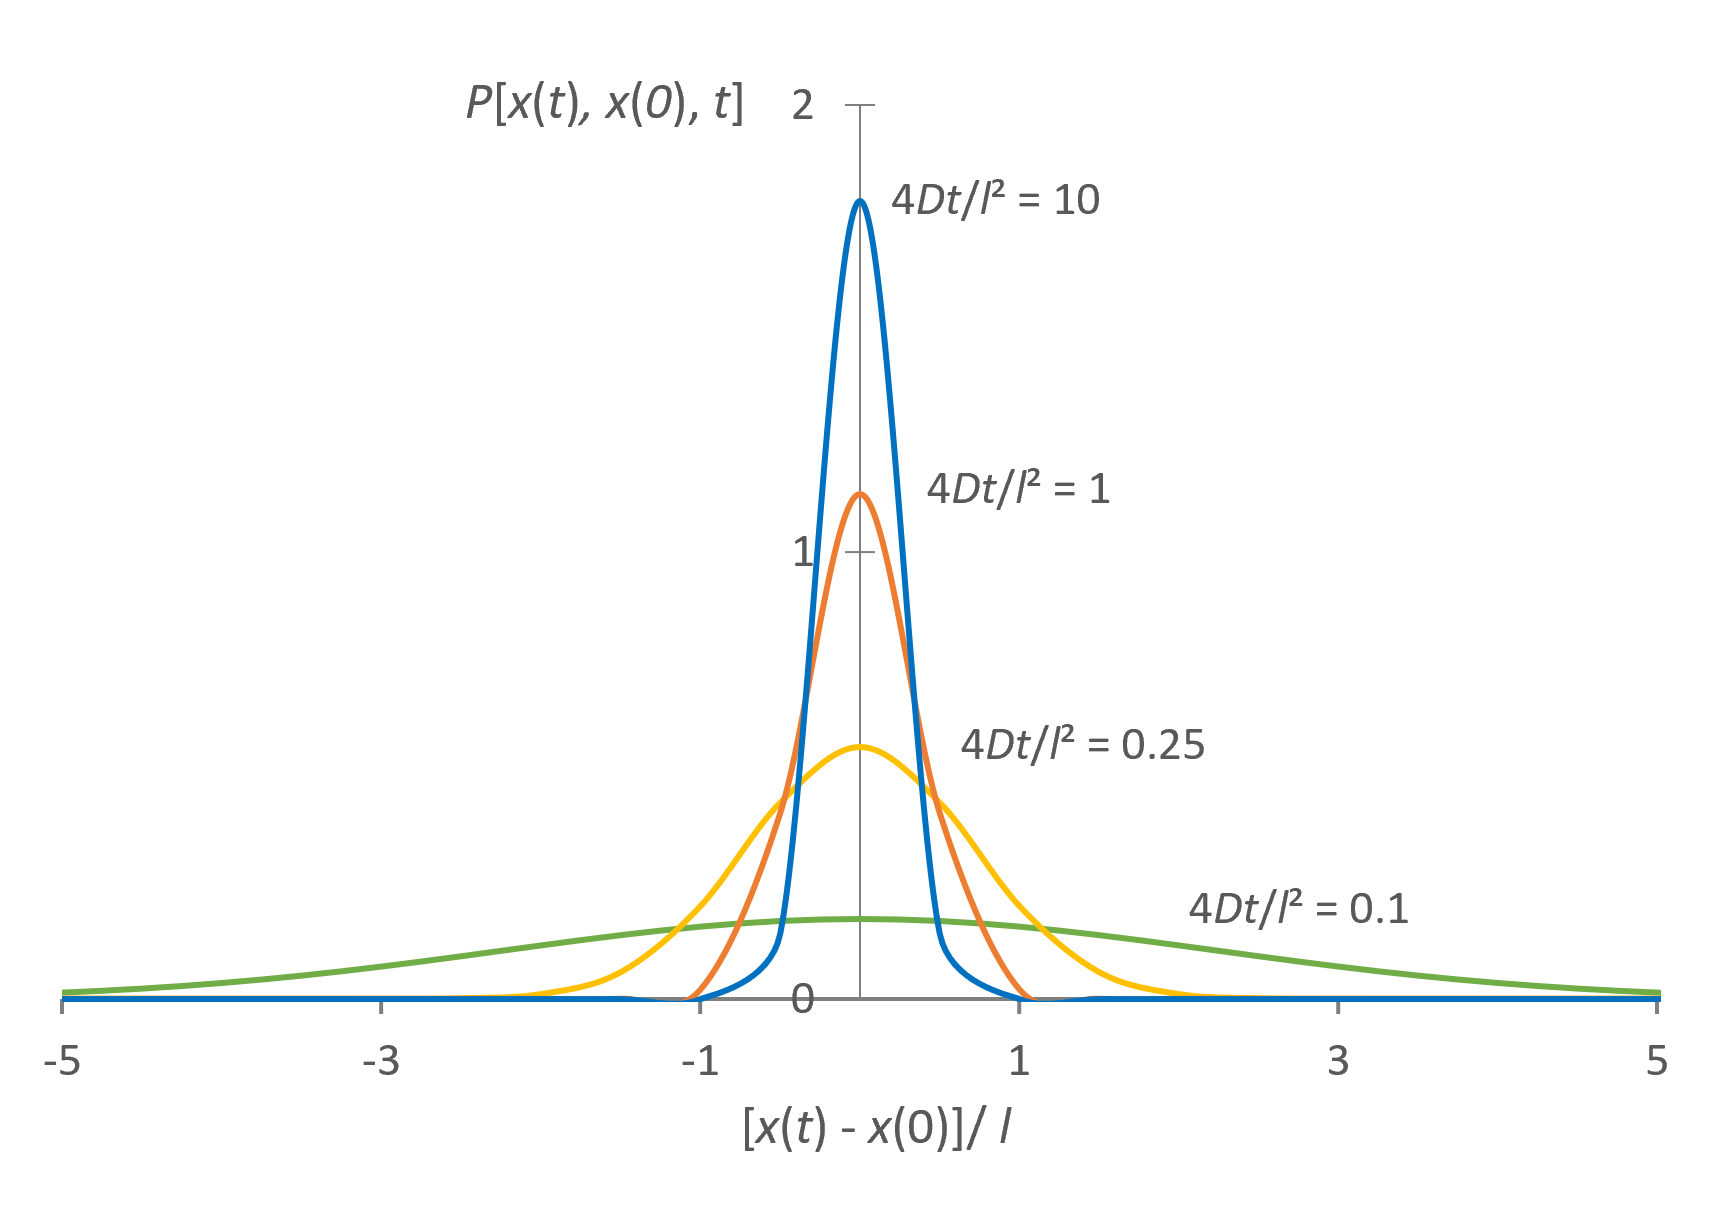 P[x(t), x(0), t]
2
4Dt/l² = 10
4Dt/l² = 1
1
4Dt/l² = 0.25
4Dt/l² = 0.1
0
-5 -3 -1 1 3 5
[x(t) - x(0)]/ l